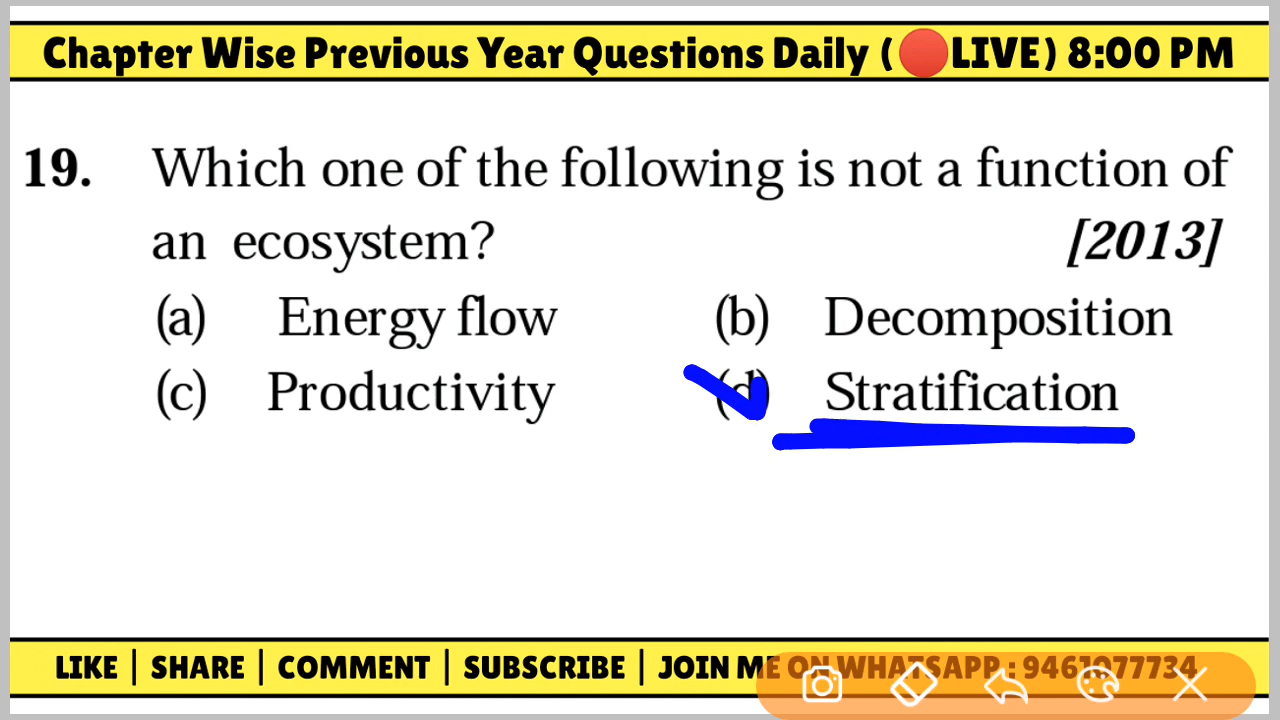 Chapter Wise Previous Year Questions Daily (🔴LIVE) 8:00 PM
19. Which one of the following is not a function of
an ecosystem? [2013]
(a) Energy flow (b) Decomposition
(c) Productivity (d) Stratification
LIKE | SHARE | COMMENT | SUBSCRIBE | JOIN ME ON WHATSAPP : 9461977734